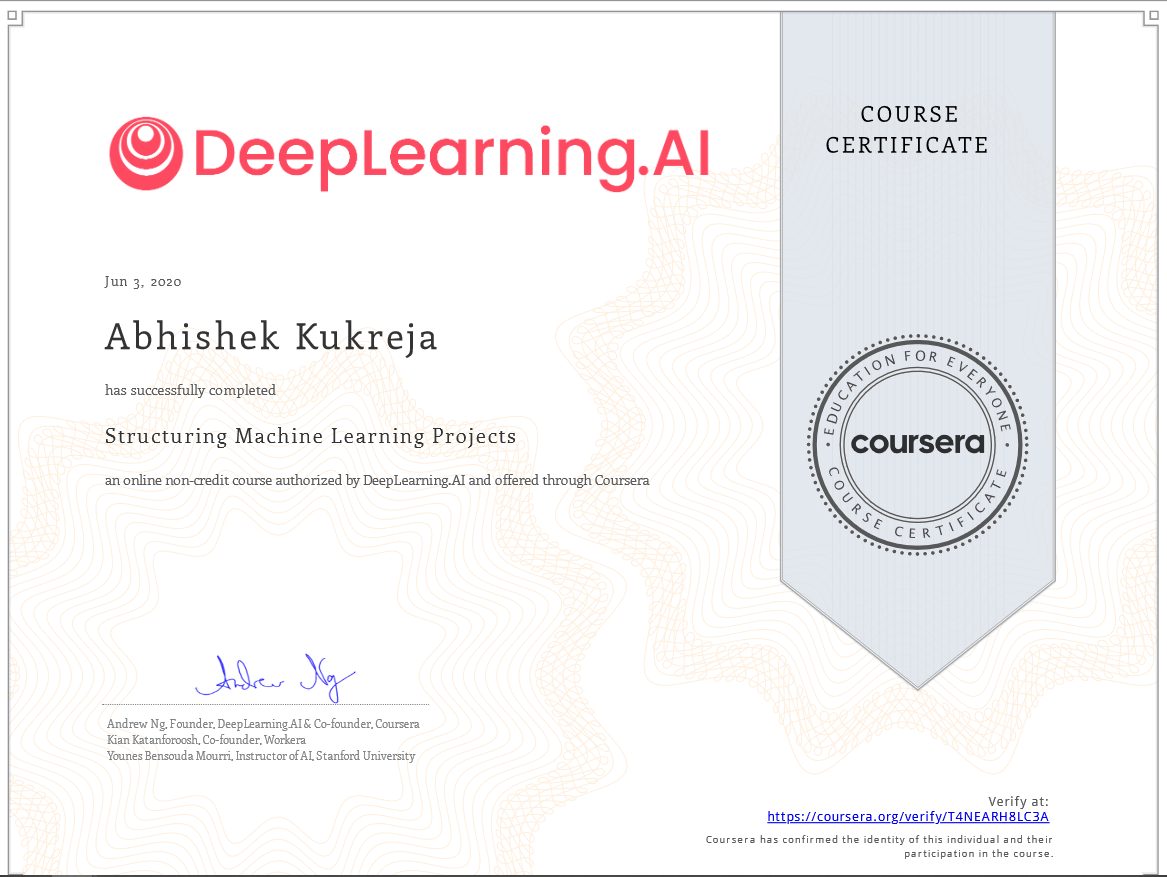 DeepLearning.AI
COURSE
CERTIFICATE
Jun 3, 2020
Abhishek Kukreja
has successfully completed
Structuring Machine Learning Projects
an online non-credit course authorized by DeepLearning.AI and offered through Coursera
EDUCATION FOR EVERYONE
coursera
COURSE CERTIFICATE
Andrew Ng
Andrew Ng, Founder, DeepLearning.AI & Co-founder, Coursera
Kian Katanforoosh, Co-founder, Workera
Younes Bensouda Mourri, Instructor of AI, Stanford University
Verify at:
https://coursera.org/verify/T4NEARH8LC3A
Coursera has confirmed the identity of this individual and their
participation in the course.